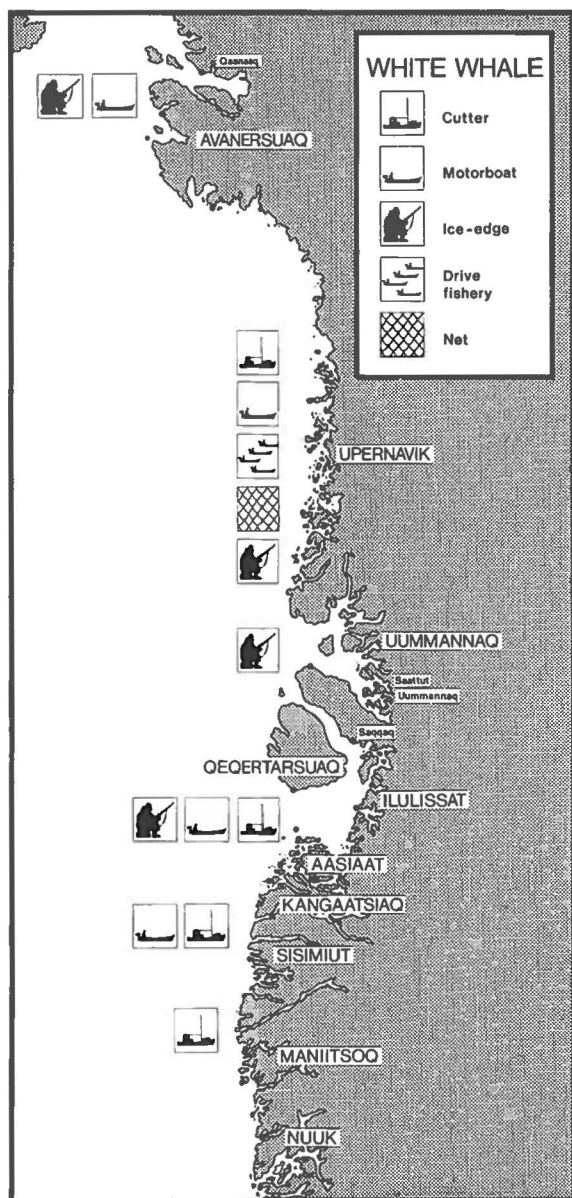 Qaanaaq
WHITE WHALE
Cutter
AVANERSUAQ
Motorboat
Ice-edge
Drive
fishery
Net
UPERNAVIK
UUMMANNAQ
Saattut
Uummannaq
Saqqaq
QEQERTARSUAQ
ILULISSAT
AASIAAT
KANGAATSIAQ
SISIMIUT
MANIITSOQ
NUUK